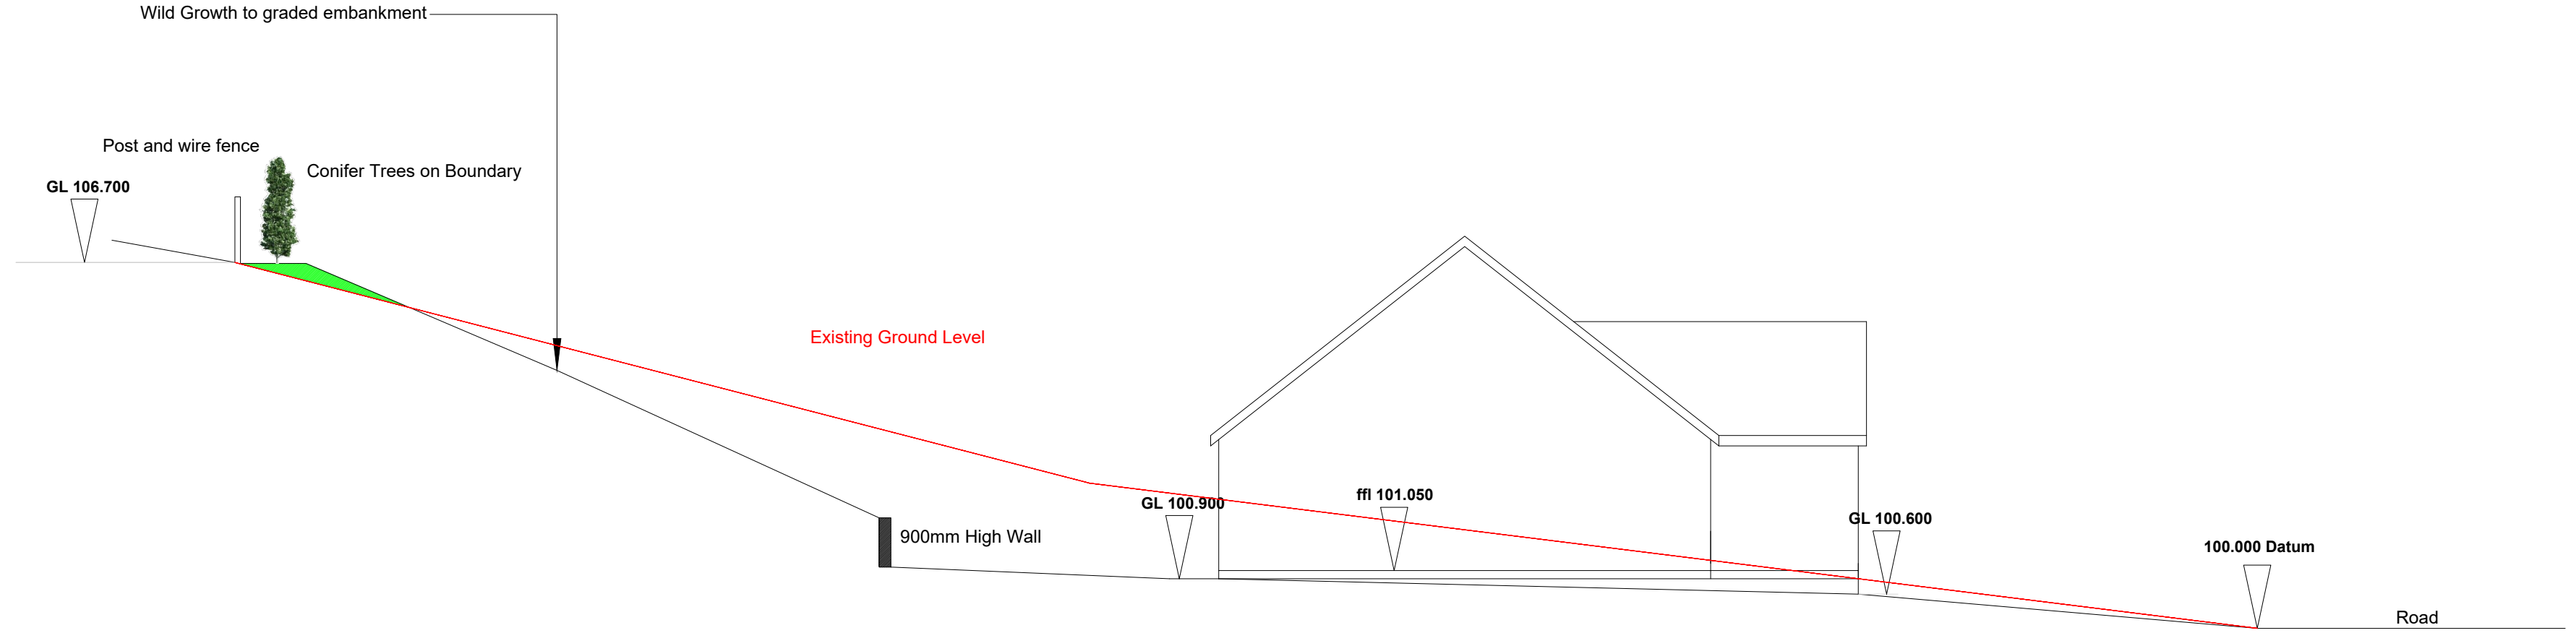 Wild Growth to graded embankment
Post and wire fence
Conifer Trees on Boundary
GL 106.700
Existing Ground Level
GL 100.900
ffl 101.050
900mm High Wall
GL 100.600
100.000 Datum
Road